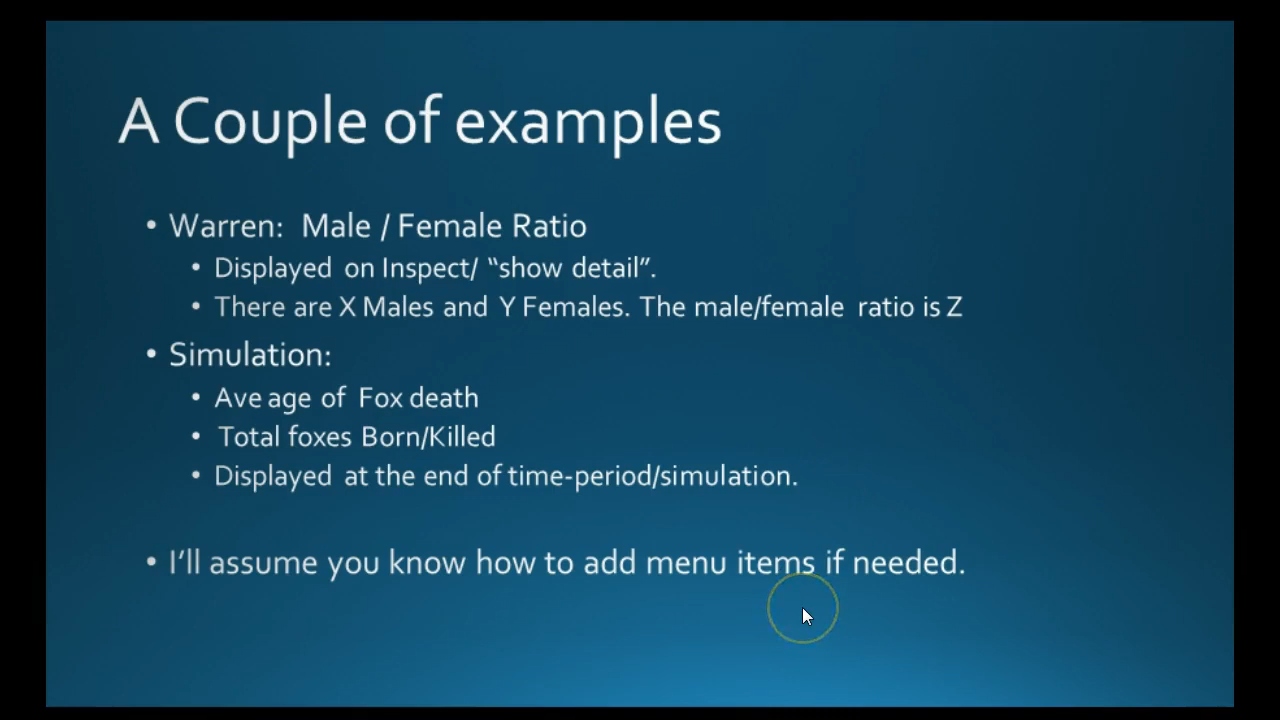 A Couple of examples
• Warren: Male / Female Ratio
• Displayed on Inspect/ “show detail”.
• There are X Males and Y Females. The male/female ratio is Z
• Simulation:
• Ave age of Fox death
• Total foxes Born/Killed
• Displayed at the end of time-period/simulation.
• I’ll assume you know how to add menu items if needed.